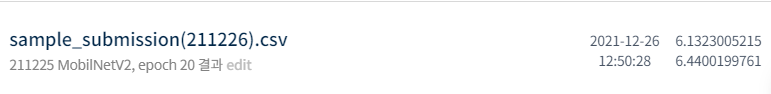 sample_submission(211226).csv
211225 MobilNetV2, epoch 20 결과 edit
2021-12-26 6.1323005215
12:50:28 6.4400199761